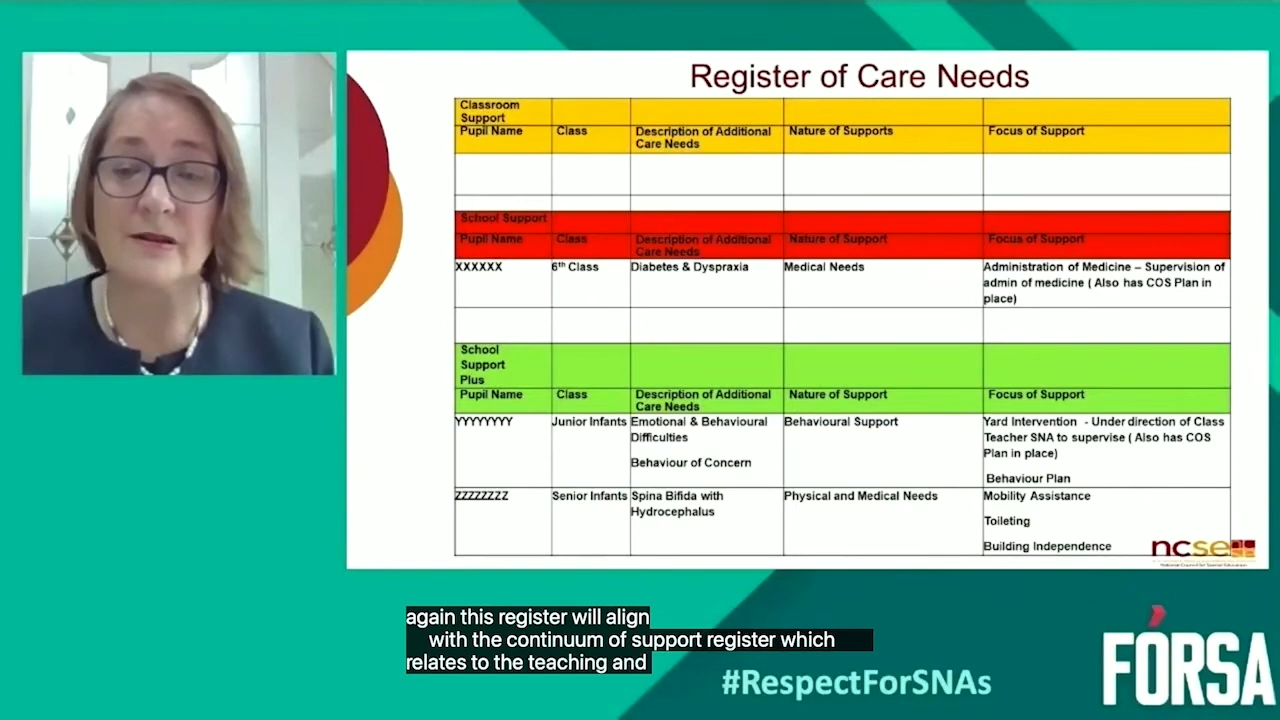 Register of Care Needs
Classroom
Support
Pupil Name
Class
Description of Additional
Care Needs
Nature of Supports
Focus of Support
School Support
Pupil Name
Class
Description of Additional
Care Needs
Nature of Support
Focus of Support
XXXXXX
6th Class
Diabetes & Dyspraxia
Medical Needs
Administration of Medicine – Supervision of
admin of medicine ( Also has COS Plan in
place)
School
Support
Plus
Pupil Name
Class
Description of Additional
Care Needs
Nature of Support
Focus of Support
YYYYYYYY
Junior Infants
Emotional & Behavioural
Difficulties
Behaviour of Concern
Behavioural Support
Yard Intervention - Under direction of Class
Teacher SNA to supervise ( Also has COS
Plan in place)
Behaviour Plan
ZZZZZZZZ
Senior Infants
Spina Bifida with
Hydrocephalus
Physical and Medical Needs
Mobility Assistance
Toileting
Building Independence
ncse
National Council for Special Education
again this register will align
with the continuum of support register which
relates to the teaching and
#RespectForSNAs
FÓRSA